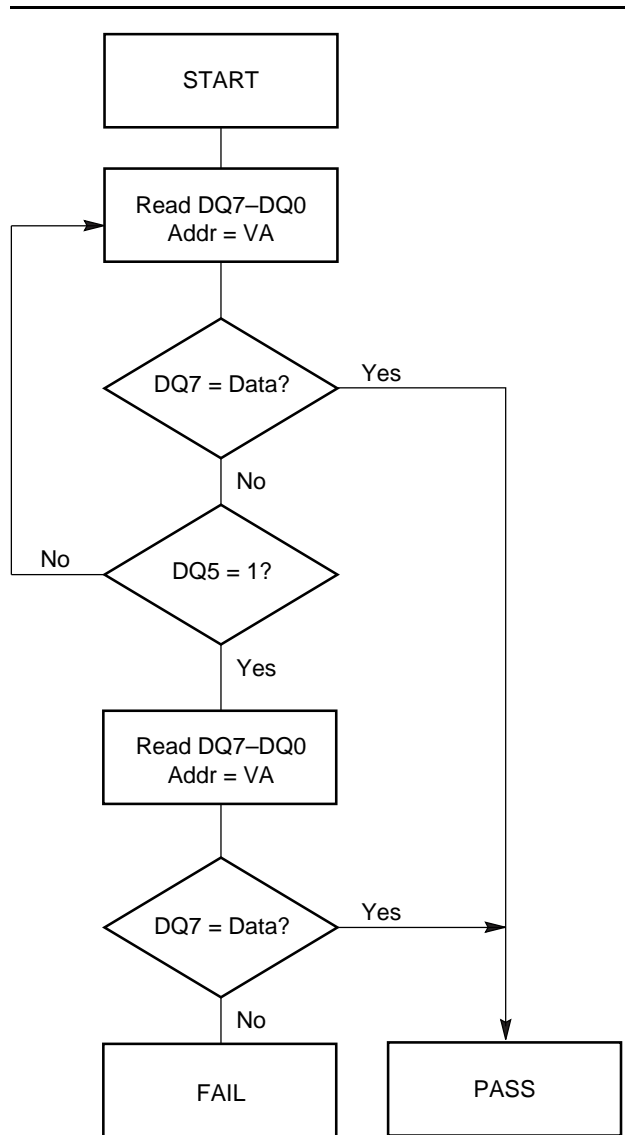 START
Read DQ7–DQ0
Addr = VA
DQ7 = Data?
Yes
No
No
DQ5 = 1?
Yes
Read DQ7–DQ0
Addr = VA
DQ7 = Data?
Yes
No
FAIL
PASS